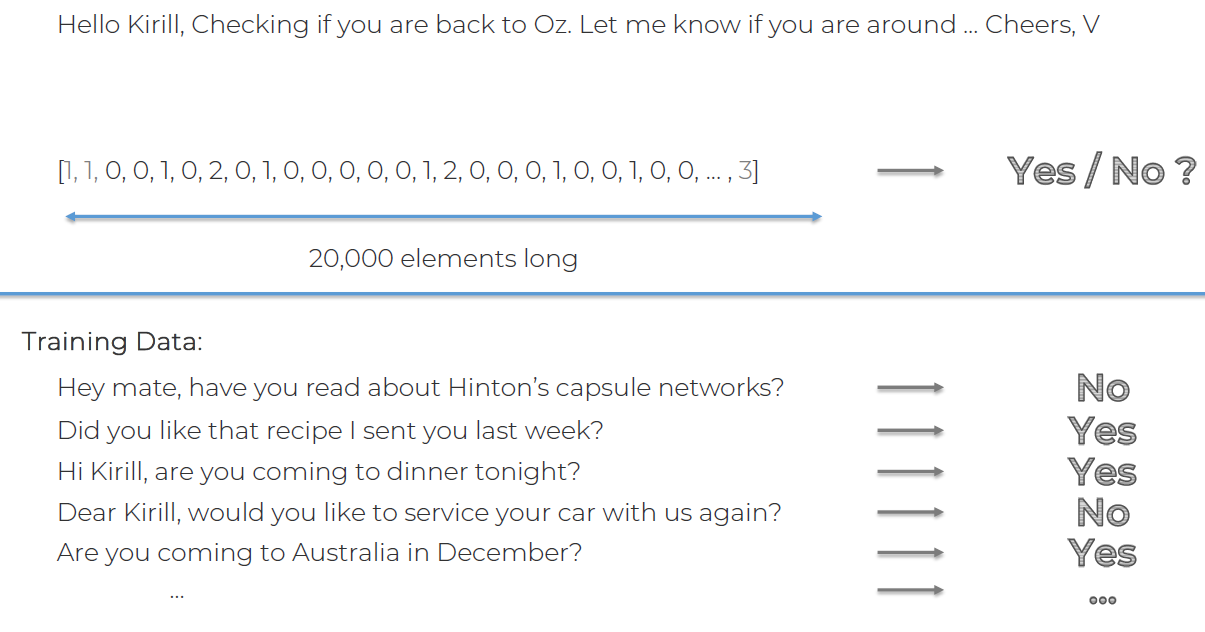 Hello Kirill, Checking if you are back to Oz. Let me know if you are around ... Cheers, V
[1, 1, 0, 0, 1, 0, 2, 0, 1, 0, 0, 0, 0, 0, 1, 2, 0, 0, 0, 1, 0, 0, 1, 0, 0, ... , 3]
Yes / No ?
20,000 elements long
Training Data:
Hey mate, have you read about Hinton’s capsule networks?
No
Did you like that recipe I sent you last week?
Yes
Hi Kirill, are you coming to dinner tonight?
Yes
Dear Kirill, would you like to service your car with us again?
No
Are you coming to Australia in December?
Yes
...
...